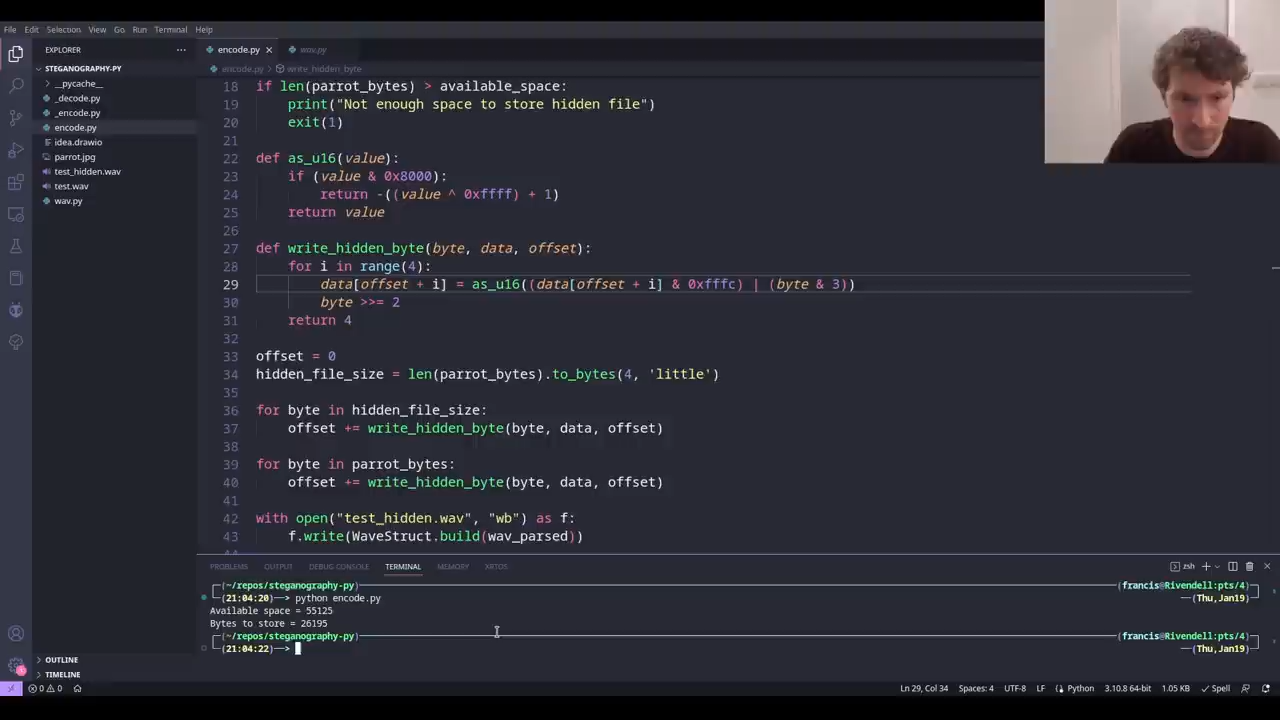 File Edit Selection View Go Run Terminal Help
EXPLORER
encode.py
wav.py
STEGANOGRAPHY-PY
encode.py
write_hidden_byte
__pycache__
_decode.py
_encode.py
encode.py
idea.drawio
parrot.jpg
test_hidden.wav
test.wav
wav.py
18 if len(parrot_bytes) > available_space:
19 print("Not enough space to store hidden file")
20 exit(1)
21
22 def as_u16(value):
23 if (value & 0x8000):
24 return -((value ^ 0xffff) + 1)
25 return value
26
27 def write_hidden_byte(byte, data, offset):
28 for i in range(4):
29 data[offset + i] = as_u16((data[offset + i] & 0xfffc) | (byte & 3))
30 byte >>= 2
31 return 4
32
33 offset = 0
34 hidden_file_size = len(parrot_bytes).to_bytes(4, 'little')
35
36 for byte in hidden_file_size:
37 offset += write_hidden_byte(byte, data, offset)
38
39 for byte in parrot_bytes:
40 offset += write_hidden_byte(byte, data, offset)
41
42 with open("test_hidden.wav", "wb") as f:
43 f.write(WaveStruct.build(wav_parsed))
PROBLEMS OUTPUT DEBUG CONSOLE TERMINAL MEMORY XRTOS
zsh
(~/repos/steganography-py) (francis@Rivendell:pts/4)
(21:04:20)--> python encode.py (Thu,Jan19)
Available space = 55125
Bytes to store = 26195
(~/repos/steganography-py) (francis@Rivendell:pts/4)
(21:04:22)--> (Thu,Jan19)
OUTLINE
TIMELINE
0 0 Ln 29, Col 34 Spaces: 4 UTF-8 LF Python 3.10.8 64-bit 1.05 KB Spell